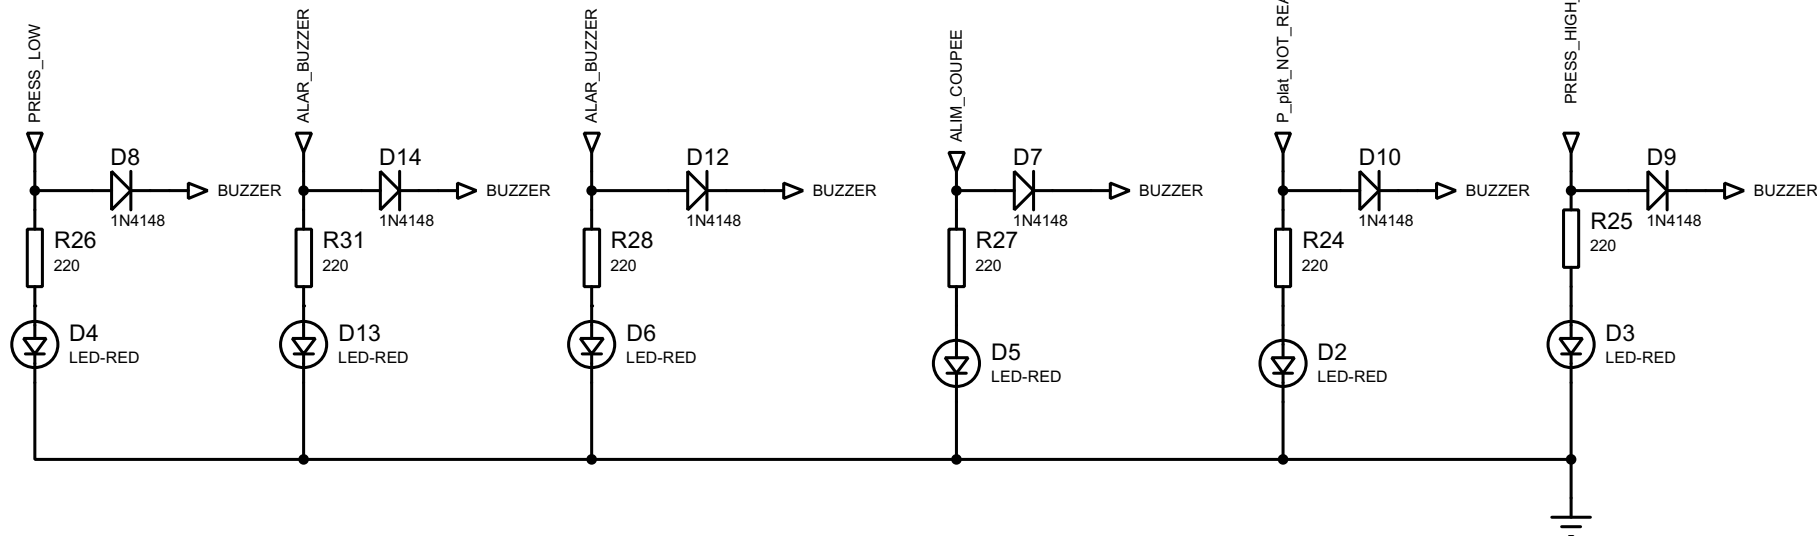 PRESS_LOW
ALAR_BUZZER
ALAR_BUZZER
ALIM_COUPEE
P_plat_NOT_REA
PRESS_HIGH_
D8
1N4148
BUZZER
D14
1N4148
BUZZER
D12
1N4148
BUZZER
D7
1N4148
BUZZER
D10
1N4148
BUZZER
D9
1N4148
BUZZER
R26
220
R31
220
R28
220
R27
220
R24
220
R25
220
D4
LED-RED
D13
LED-RED
D6
LED-RED
D5
LED-RED
D2
LED-RED
D3
LED-RED